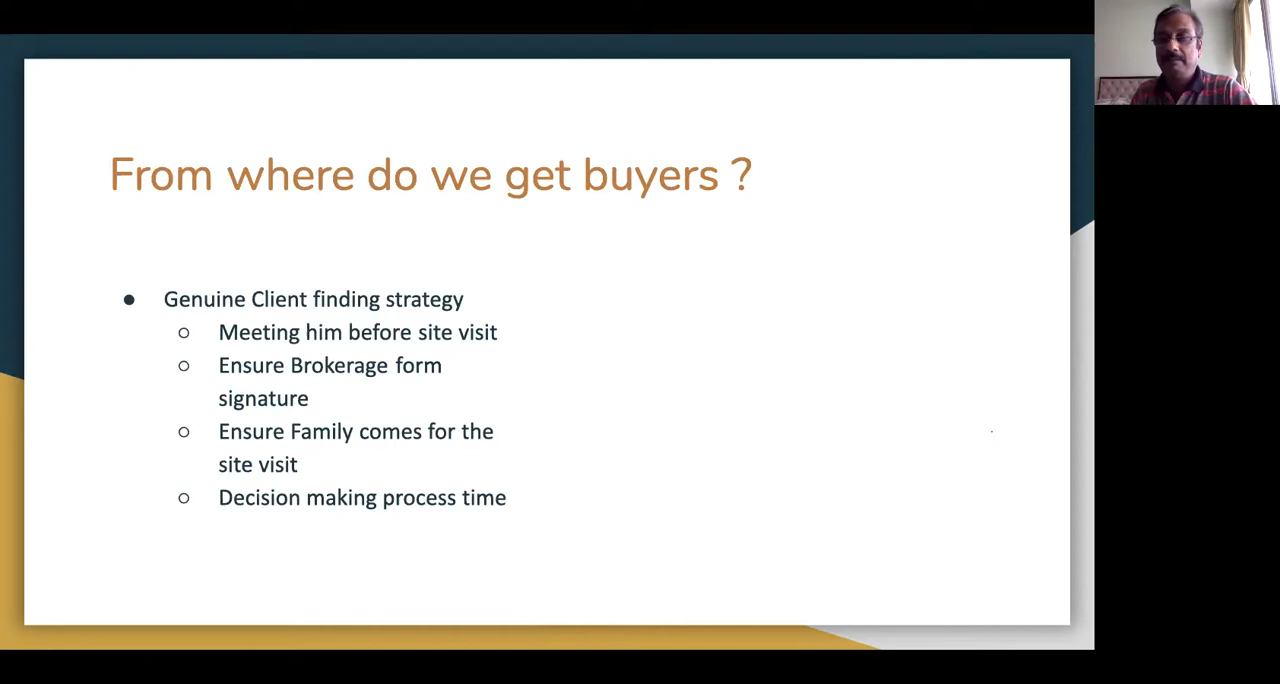 From where do we get buyers ?
● Genuine Client finding strategy
○ Meeting him before site visit
○ Ensure Brokerage form
signature
○ Ensure Family comes for the
site visit
○ Decision making process time